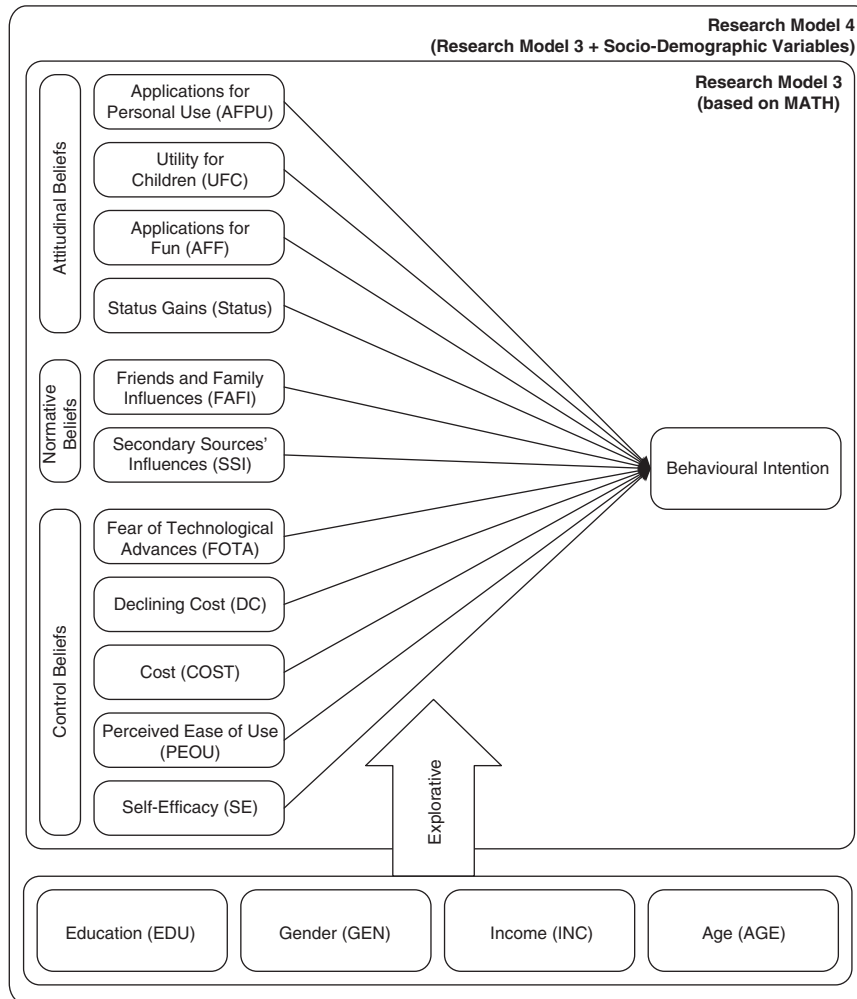 Research Model 4
(Research Model 3 + Socio-Demographic Variables)
Research Model 3
(based on MATH)
Attitudinal Beliefs
Applications for
Personal Use (AFPU)
Utility for
Children (UFC)
Applications for
Fun (AFF)
Status Gains (Status)
Normative
Beliefs
Friends and Family
Influences (FAFI)
Secondary Sources’
Influences (SSI)
Behavioural Intention
Control Beliefs
Fear of Technological
Advances (FOTA)
Declining Cost (DC)
Cost (COST)
Perceived Ease of Use
(PEOU)
Self-Efficacy (SE)
Explorative
Education (EDU)
Gender (GEN)
Income (INC)
Age (AGE)